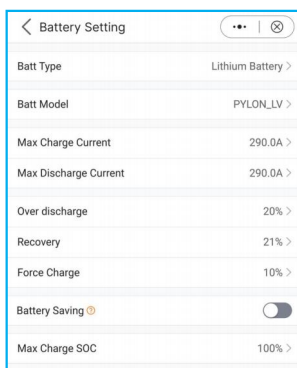 Battery Setting
Batt Type Lithium Battery >
Batt Model PYLON_LV >
Max Charge Current 290.0A >
Max Discharge Current 290.0A >
Over discharge 20% >
Recovery 21% >
Force Charge 10% >
Battery Saving ?
Max Charge SOC 100% >